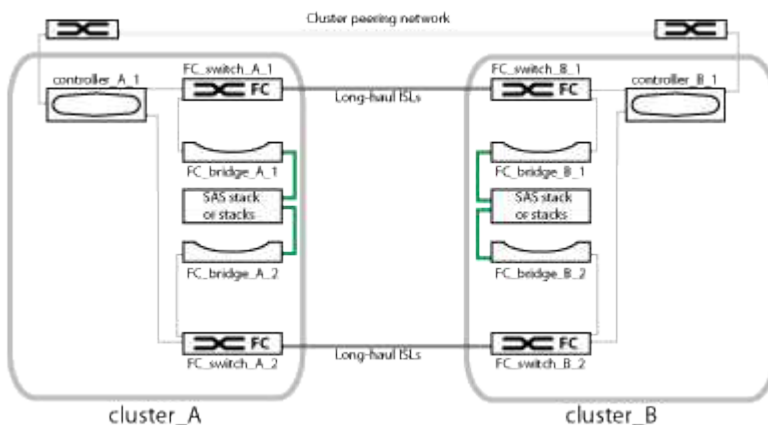 Cluster peering network
FC_switch_A_1
FC_switch_B_1
controller_A_1
controller_B_1
FC
FC
Long-haul ISLs
FC_bridge_A_1
FC_bridge_B_1
SAS stack
or stacks
SAS stack
or stacks
FC_bridge_A_2
FC_bridge_B_2
FC
FC
Long-haul ISLs
FC_switch_A_2
FC_switch_B_2
cluster_A
cluster_B